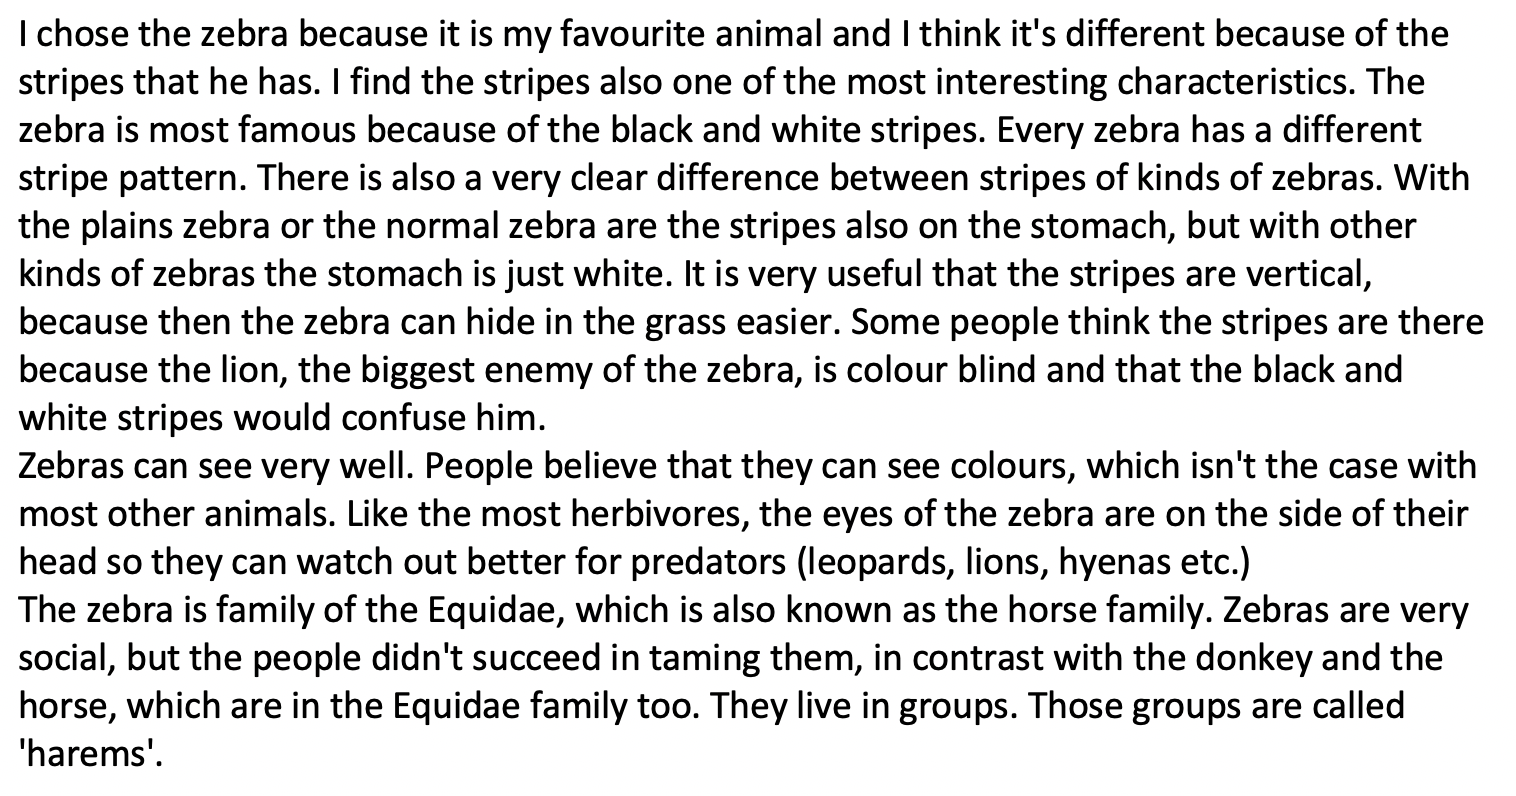 I chose the zebra because it is my favourite animal and I think it's different because of the
stripes that he has. I find the stripes also one of the most interesting characteristics. The
zebra is most famous because of the black and white stripes. Every zebra has a different
stripe pattern. There is also a very clear difference between stripes of kinds of zebras. With
the plains zebra or the normal zebra are the stripes also on the stomach, but with other
kinds of zebras the stomach is just white. It is very useful that the stripes are vertical,
because then the zebra can hide in the grass easier. Some people think the stripes are there
because the lion, the biggest enemy of the zebra, is colour blind and that the black and
white stripes would confuse him.
Zebras can see very well. People believe that they can see colours, which isn't the case with
most other animals. Like the most herbivores, the eyes of the zebra are on the side of their
head so they can watch out better for predators (leopards, lions, hyenas etc.)
The zebra is family of the Equidae, which is also known as the horse family. Zebras are very
social, but the people didn't succeed in taming them, in contrast with the donkey and the
horse, which are in the Equidae family too. They live in groups. Those groups are called
'harems'.